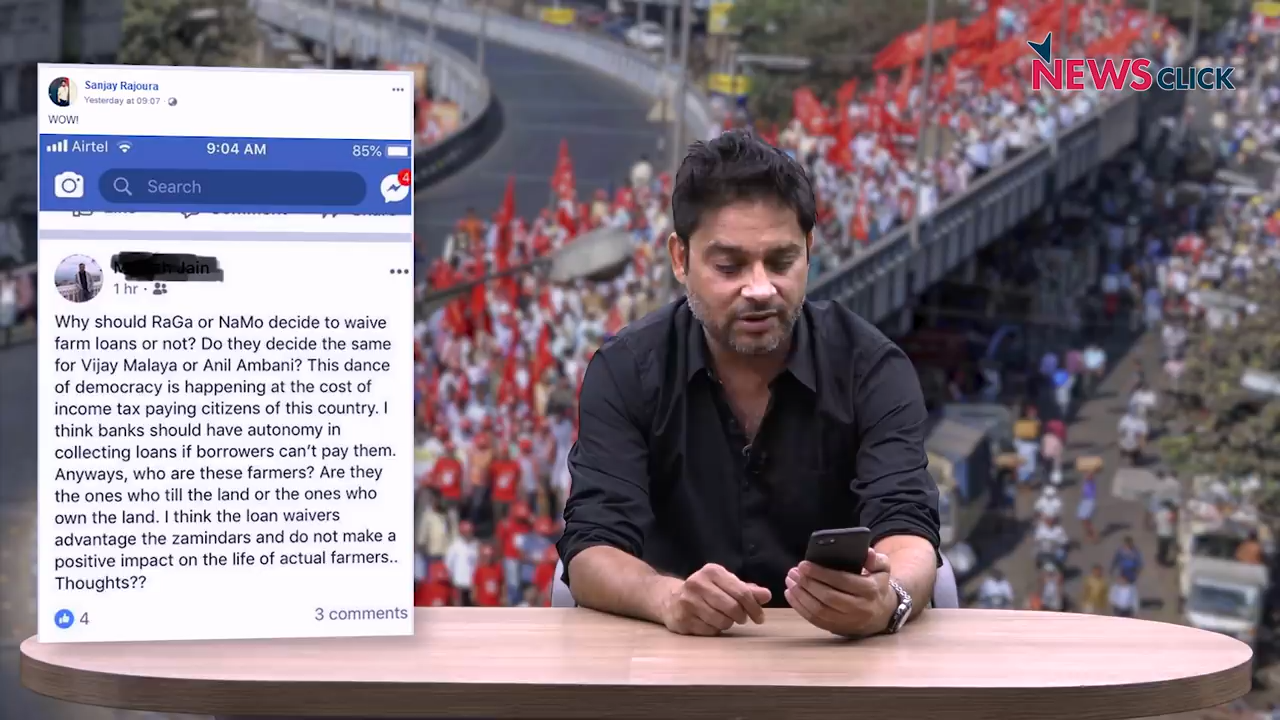 NEWSCLICK
Sanjay Rajoura
Yesterday at 09:07
WOW!
Airtel 9:04 AM 85%
Search
4
Jain
1 hr
Why should RaGa or NaMo decide to waive
farm loans or not? Do they decide the same
for Vijay Malaya or Anil Ambani? This dance
of democracy is happening at the cost of
income tax paying citizens of this country. I
think banks should have autonomy in
collecting loans if borrowers can't pay them.
Anyways, who are these farmers? Are they
the ones who till the land or the ones who
own the land. I think the loan waivers
advantage the zamindars and do not make a
positive impact on the life of actual farmers..
Thoughts??
4 3 comments